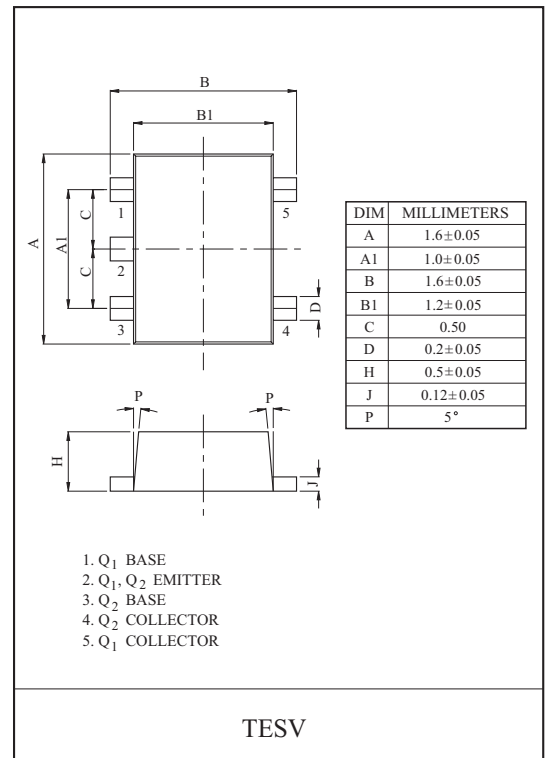 B
B1
A
A1
C
C
1
2
3
5
4
D
P
P
H
J
DIM MILLIMETERS
A 1.6±0.05
A1 1.0±0.05
B 1.6±0.05
B1 1.2±0.05
C 0.50
D 0.2±0.05
H 0.5±0.05
J 0.12±0.05
P 5°
1. Q1 BASE
2. Q1, Q2 EMITTER
3. Q2 BASE
4. Q2 COLLECTOR
5. Q1 COLLECTOR
TESV